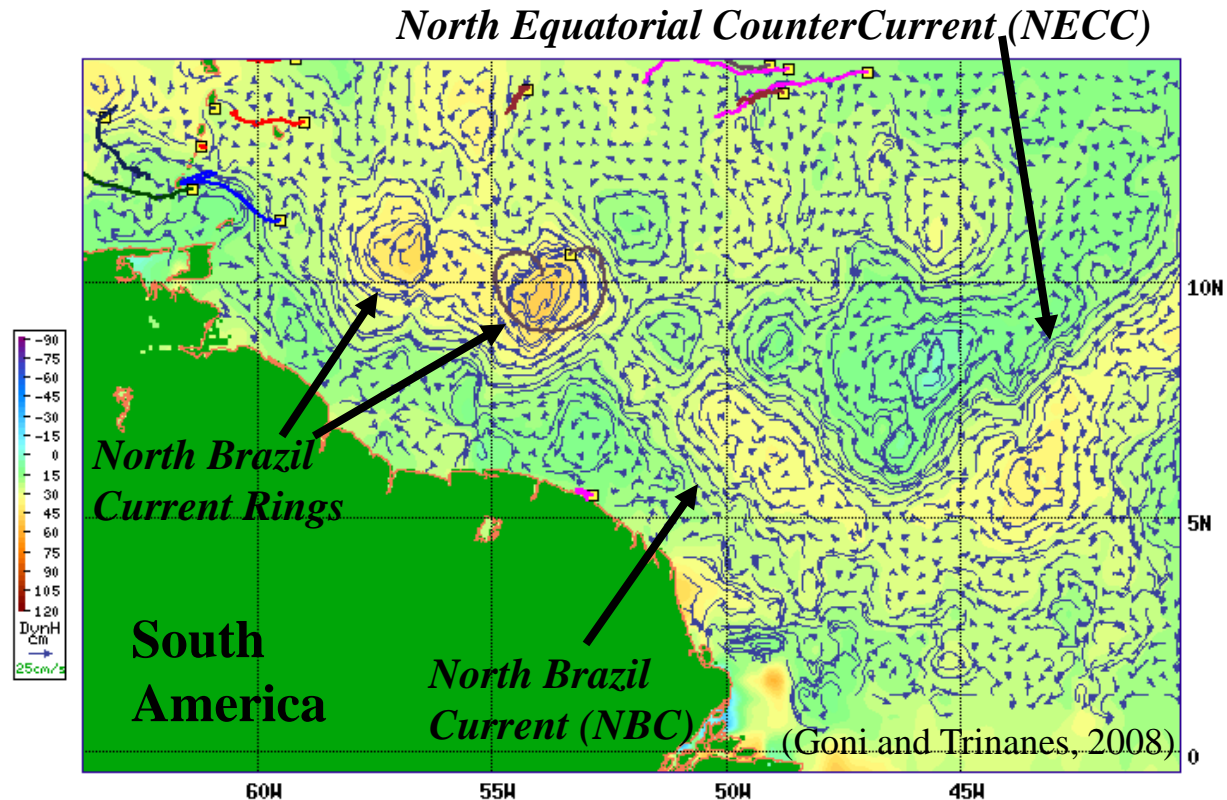 North Equatorial CounterCurrent (NECC)
10N
-90
-75
-60
-45
-30
-15
0
15
30
45
60
75
90
105
120
DynH
cm
25cm/s
North Brazil
Current Rings
5N
South
America
North Brazil
Current (NBC)
(Goni and Trinanes, 2008)
0
60W
55W
50W
45W